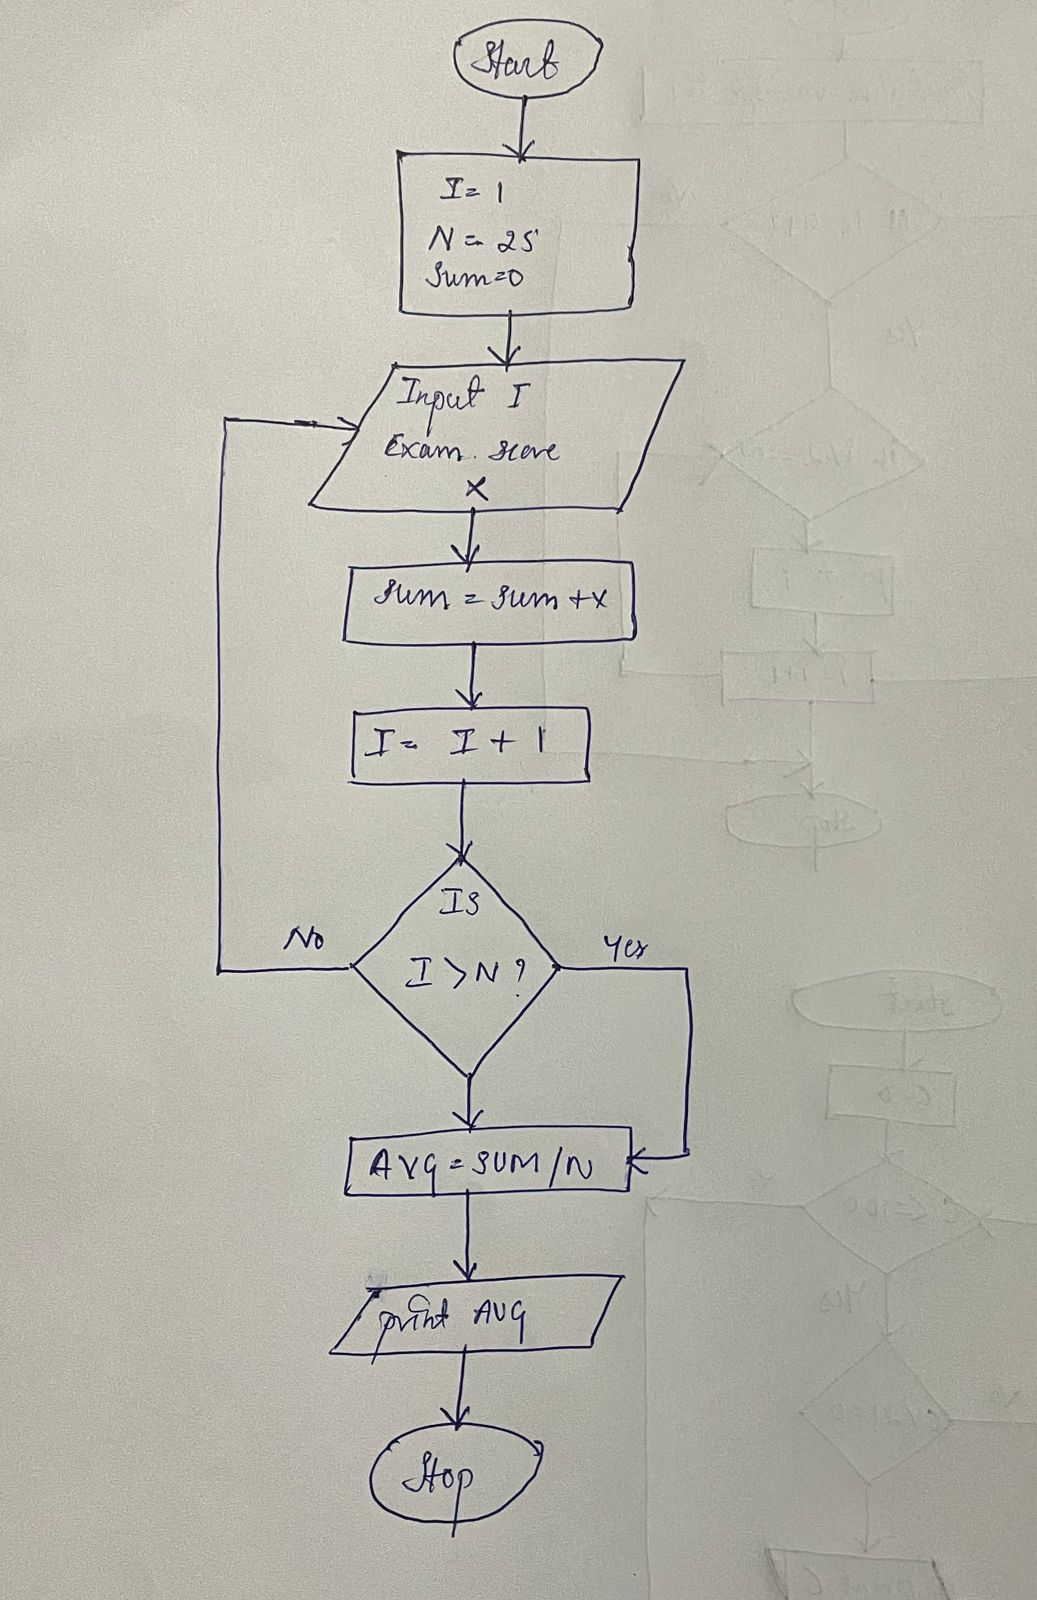 Start
I = 1
N = 25
Sum=0
Input I
Exam. score
X
Sum = Sum + x
I = I + 1
Is
No
Yes
I > N ?
AVG = SUM / N
print AVG
Stop